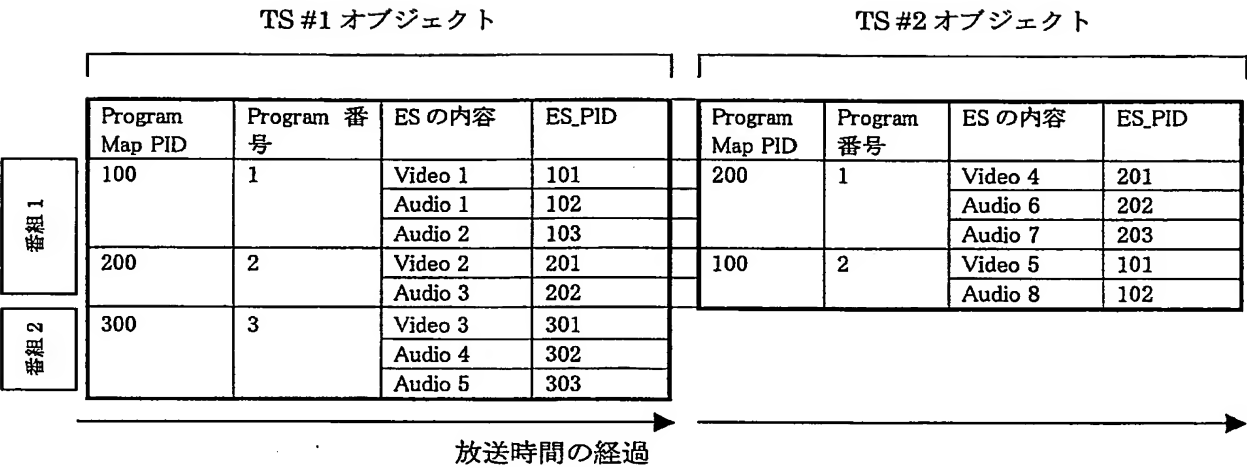 TS #1 オブジェクト
TS #2 オブジェクト
Program Map PID
Program 番号
ES の内容
ES_PID
番組 1
100
1
Video 1
101
Audio 1
102
Audio 2
103
200
2
Video 2
201
Audio 3
202
番組 2
300
3
Video 3
301
Audio 4
302
Audio 5
303
Program Map PID
Program 番号
ES の内容
ES_PID
200
1
Video 4
201
Audio 6
202
Audio 7
203
100
2
Video 5
101
Audio 8
102
放送時間の経過